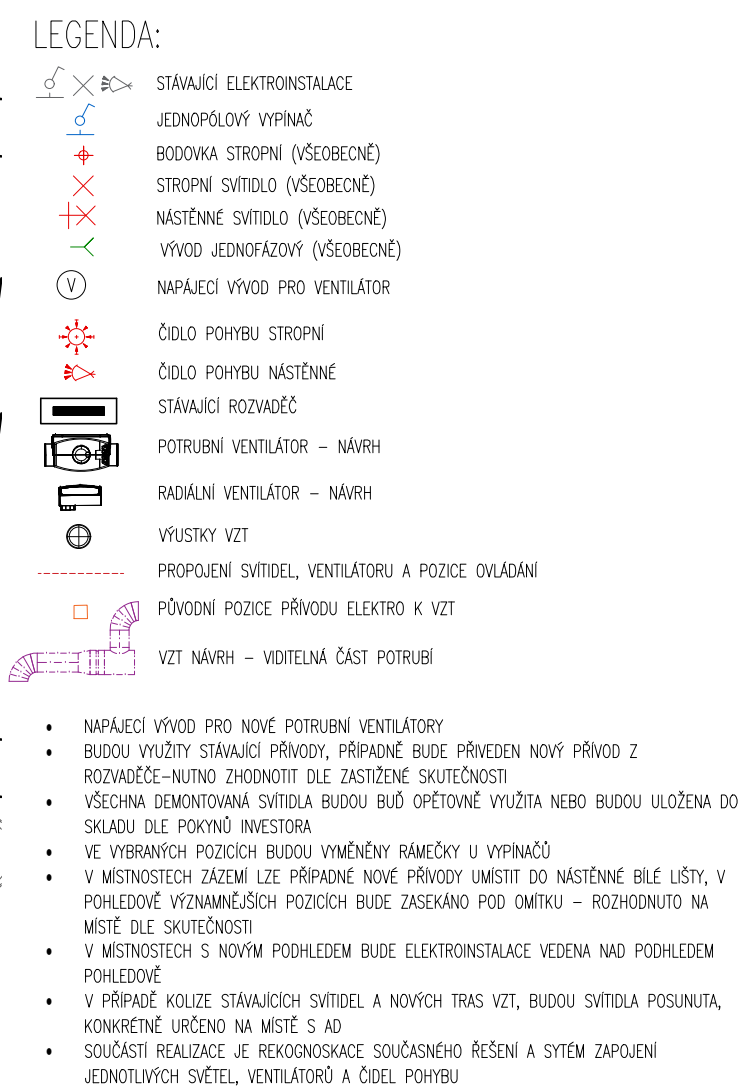 LEGENDA:
STÁVAJÍCÍ ELEKTROINSTALACE
JEDNOPÓLOVÝ VYPÍNAČ
BODOVKA STROPNÍ (VŠEOBECNĚ)
STROPNÍ SVÍTIDLO (VŠEOBECNĚ)
NÁSTĚNNÉ SVÍTIDLO (VŠEOBECNĚ)
VÝVOD JEDNOFÁZOVÝ (VŠEOBECNĚ)
V NAPÁJECÍ VÝVOD PRO VENTILÁTOR
ČIDLO POHYBU STROPNÍ
ČIDLO POHYBU NÁSTĚNNÉ
STÁVAJÍCÍ ROZVADĚČ
POTRUBNÍ VENTILÁTOR – NÁVRH
RADIÁLNÍ VENTILÁTOR – NÁVRH
VÝUSTKY VZT
PROPOJENÍ SVÍTIDEL, VENTILÁTORU A POZICE OVLÁDÁNÍ
PŮVODNÍ POZICE PŘÍVODU ELEKTRO K VZT
VZT NÁVRH – VIDITELNÁ ČÁST POTRUBÍ
• NAPÁJECÍ VÝVOD PRO NOVÉ POTRUBNÍ VENTILÁTORY
• BUDOU VYUŽITY STÁVAJÍCÍ PŘÍVODY, PŘÍPADNĚ BUDE PŘIVEDEN NOVÝ PŘÍVOD Z
ROZVADĚČE–NUTNO ZHODNOTIT DLE ZASTIŽENÉ SKUTEČNOSTI
• VŠECHNA DEMONTOVANÁ SVÍTIDLA BUDOU BUĎ OPĚTOVNĚ VYUŽITA NEBO BUDOU ULOŽENA DO
SKLADU DLE POKYNŮ INVESTORA
• VE VYBRANÝCH POZICÍCH BUDOU VYMĚNĚNY RÁMEČKY U VYPÍNAČŮ
• V MÍSTNOSTECH ZÁZEMÍ LZE PŘÍPADNÉ NOVÉ PŘÍVODY UMÍSTIT DO NÁSTĚNNÉ BÍLÉ LIŠTY, V
POHLEDOVĚ VÝZNAMNĚJŠÍCH POZICÍCH BUDE ZASEKÁNO POD OMÍTKU – ROZHODNUTO NA
MÍSTĚ DLE SKUTEČNOSTI
• V MÍSTNOSTECH S NOVÝM PODHLEDEM BUDE ELEKTROINSTALACE VEDENA NAD PODHLEDEM
POHLEDOVĚ
• V PŘÍPADĚ KOLIZE STÁVAJÍCÍCH SVÍTIDEL A NOVÝCH TRAS VZT, BUDOU SVÍTIDLA POSUNUTA,
KONKRÉTNĚ URČENO NA MÍSTĚ S AD
• SOUČÁSTÍ REALIZACE JE REKOGNOSKACE SOUČASNÉHO ŘEŠENÍ A SYTÉM ZAPOJENÍ
JEDNOTLIVÝCH SVĚTEL, VENTILÁTORŮ A ČIDEL POHYBU